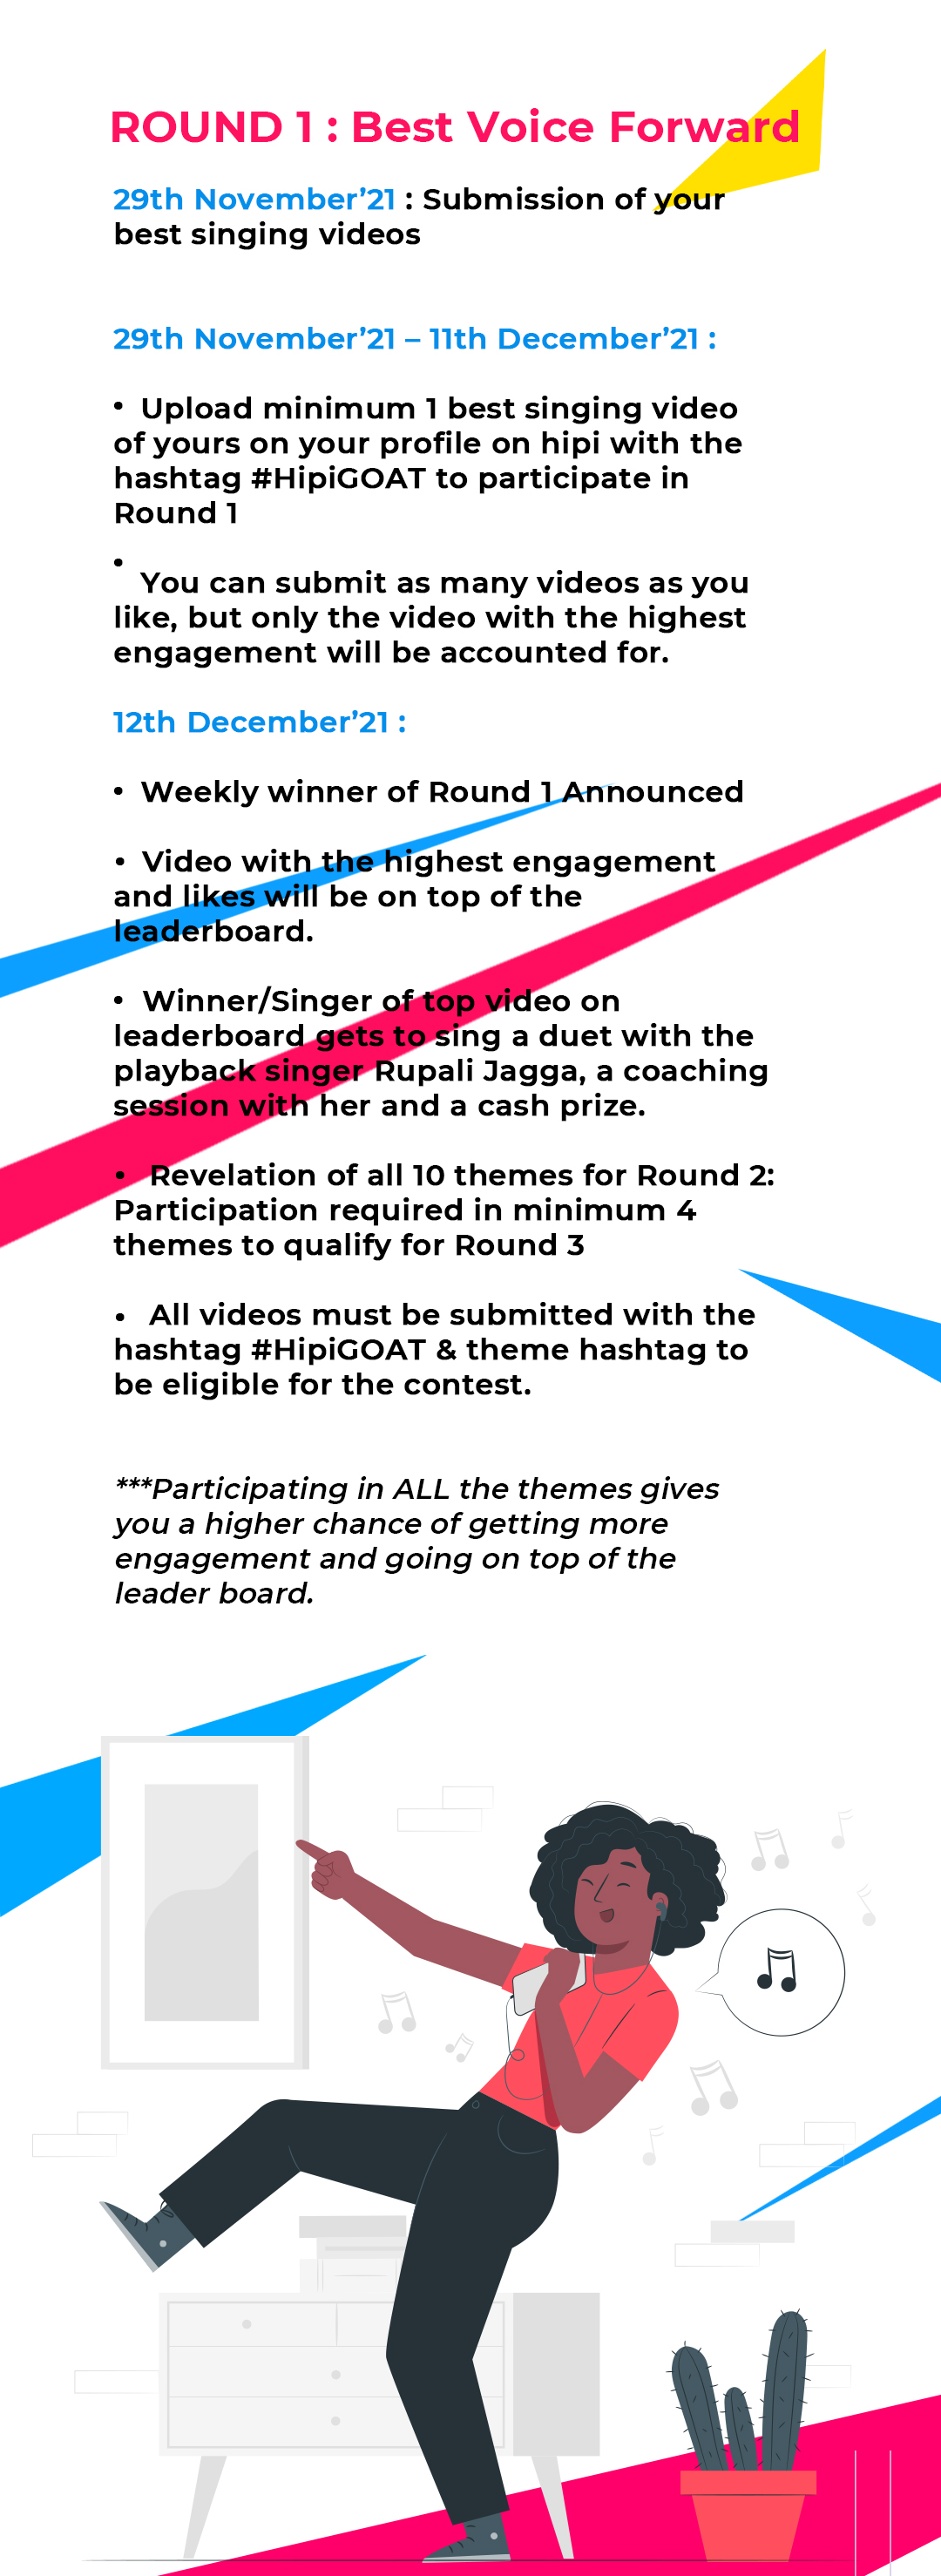 ROUND 1 : Best Voice Forward
29th November’21 : Submission of your
best singing videos
29th November’21 – 11th December’21 :
• Upload minimum 1 best singing video
of yours on your profile on hipi with the
hashtag #HipiGOAT to participate in
Round 1
• You can submit as many videos as you
like, but only the video with the highest
engagement will be accounted for.
12th December’21 :
• Weekly winner of Round 1 Announced
• Video with the highest engagement
and likes will be on top of the
leaderboard.
• Winner/Singer of top video on
leaderboard gets to sing a duet with the
playback singer Rupali Jagga, a coaching
session with her and a cash prize.
• Revelation of all 10 themes for Round 2:
Participation required in minimum 4
themes to qualify for Round 3
• All videos must be submitted with the
hashtag #HipiGOAT & theme hashtag to
be eligible for the contest.
***Participating in ALL the themes gives
you a higher chance of getting more
engagement and going on top of the
leader board.